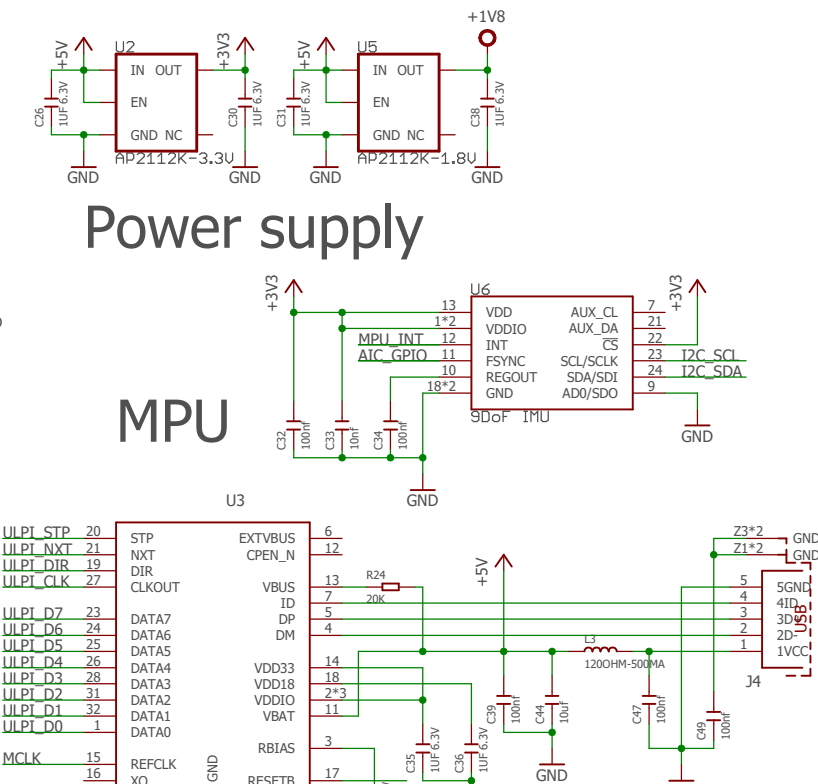 +1V8
+5V
U2
+3V3
+5V
U5
IN OUT
IN OUT
C26
1UF 6.3V
EN
C30
1UF 6.3V
C31
1UF 6.3V
EN
C38
1UF 6.3V
GND NC
GND NC
AP2112K-3.3V
AP2112K-1.8V
GND
GND
GND
GND
Power supply
+3V3
U6
+3V3
13 VDD AUX_CL 7
1*2 VDDIO AUX_DA 21
MPU_INT 12 INT CS 22
AIC_GPIO 11 FSYNC SCL/SCLK 23 I2C_SCL
10 REGOUT SDA/SDI 24 I2C_SDA
18*2 GND AD0/SDO 9
9DoF IMU
MPU
C32
100nf
C33
10nf
C34
100nf
GND
GND
U3
ULPI_STP 20 STP EXTVBUS 6
ULPI_NXT 21 NXT CPEN_N 12
ULPI_DIR 19 DIR
ULPI_CLK 27 CLKOUT VBUS 13
R24
20K
+5V
ID 7
ULPI_D7 23 DATA7 DP 5
ULPI_D6 24 DATA6 DM 4
ULPI_D5 25 DATA5
ULPI_D4 26 DATA4 VDD33 14
ULPI_D3 28 DATA3 VDD18 18
ULPI_D2 31 DATA2 VDDIO 2*3
ULPI_D1 32 DATA1 VBAT 11
ULPI_D0 1 DATA0
RBIAS 3
MCLK 15 REFCLK
16 XO RESETB 17
GND
Z3*2 GND
Z1*2 GND
5 5GND
4 4ID
3 3D+
2 2D-
1 1VCC
USB
J4
L3
120OHM-500MA
C39
100nf
C44
10uf
C47
100nf
C49
100nf
C35
1UF 6.3V
C36
1UF 6.3V
GND